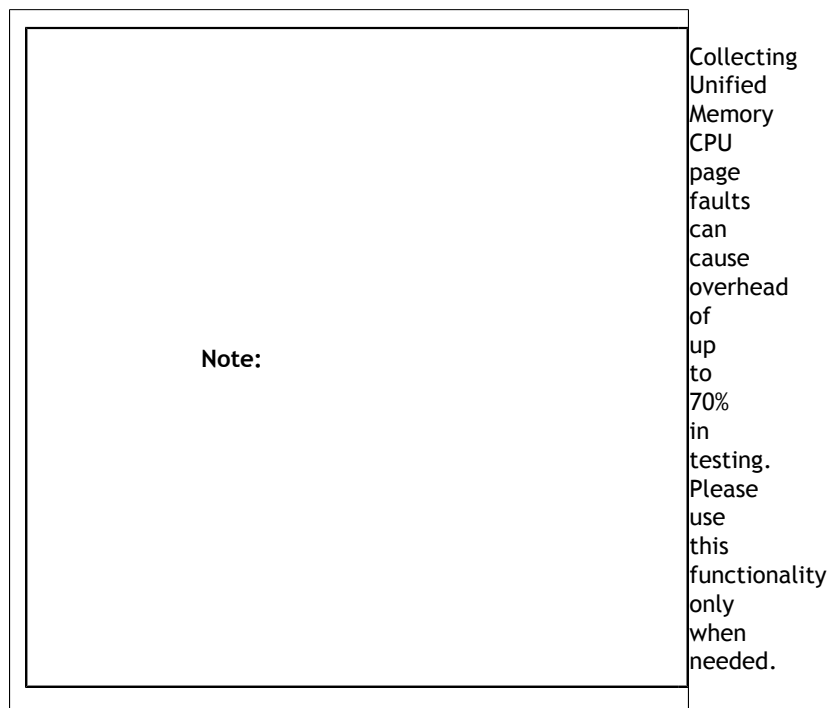 Note:
Collecting
Unified
Memory
CPU
page
faults
can
cause
overhead
of
up
to
70%
in
testing.
Please
use
this
functionality
only
when
needed.